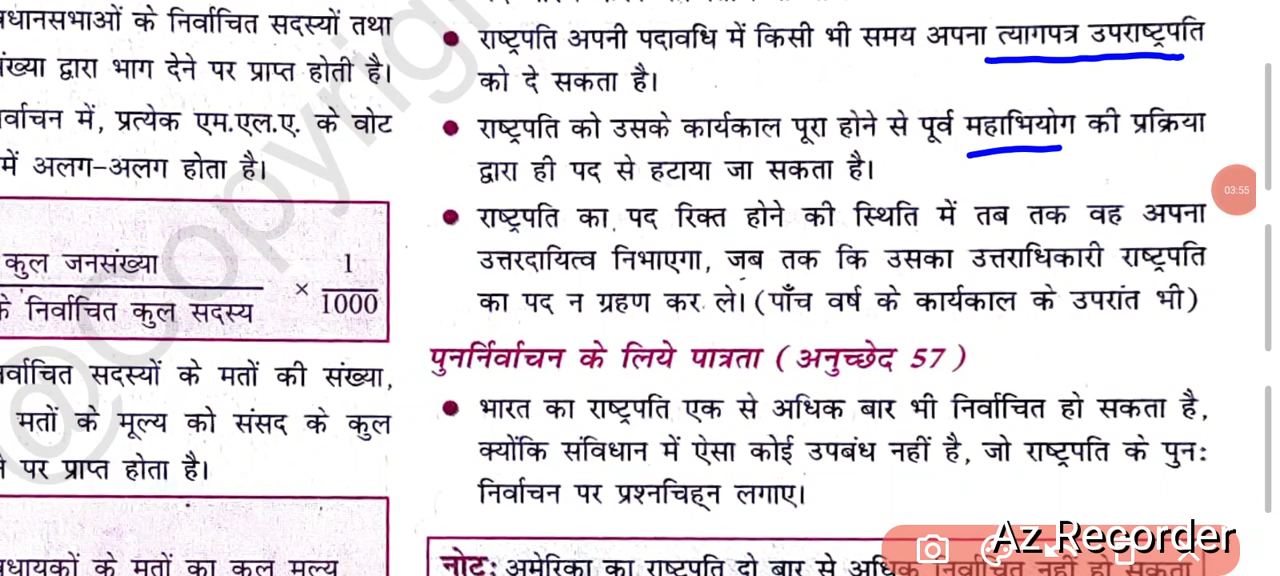 धानसभाओं के निर्वाचित सदस्यों तथा
ंख्या द्वारा भाग देने पर प्राप्त होती है।
र्वाचन में, प्रत्येक एम.एल.ए. के वोट
में अलग-अलग होता है।
कुल जनसंख्या
के निर्वाचित कुल सदस्य
× 1
1000
र्वाचित सदस्यों के मतों की संख्या,
मतों के मूल्य को संसद के कुल
पर प्राप्त होता है।
धायकों के मतों का कुल मूल्य
राष्ट्रपति अपनी पदावधि में किसी भी समय अपना त्यागपत्र उपराष्ट्रपति
को दे सकता है।
राष्ट्रपति को उसके कार्यकाल पूरा होने से पूर्व महाभियोग की प्रक्रिया
द्वारा ही पद से हटाया जा सकता है।
राष्ट्रपति का पद रिक्त होने की स्थिति में तब तक वह अपना
उत्तरदायित्व निभाएगा, जब तक कि उसका उत्तराधिकारी राष्ट्रपति
का पद न ग्रहण कर ले। (पाँच वर्ष के कार्यकाल के उपरांत भी)
पुनर्निर्वाचन के लिये पात्रता (अनुच्छेद 57)
भारत का राष्ट्रपति एक से अधिक बार भी निर्वाचित हो सकता है,
क्योंकि संविधान में ऐसा कोई उपबंध नहीं है, जो राष्ट्रपति के पुनः
निर्वाचन पर प्रश्नचिह्न लगाए।
नोट: अमेरिका का राष्ट्रपति दो बार से अधिक निर्वाचित नहीं हो सकता
@Copyrig
03:55
Az Recorder